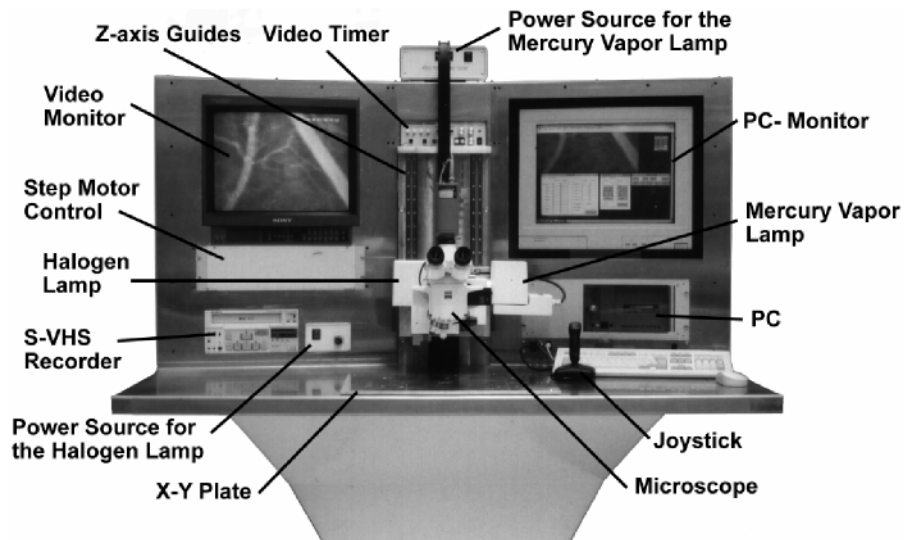 Z-axis Guides
Video Timer
Power Source for the
Mercury Vapor Lamp
Video
Monitor
PC- Monitor
Step Motor
Control
Mercury Vapor
Lamp
Halogen
Lamp
SONY
S-VHS
Recorder
PC
Power Source for
the Halogen Lamp
Joystick
X-Y Plate
Microscope